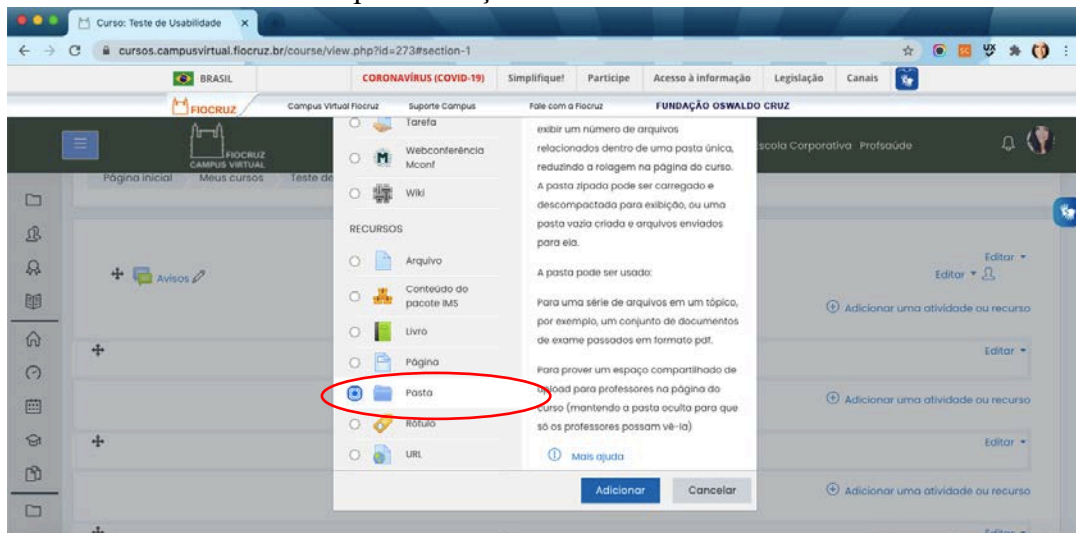 Curso: Teste de Usabilidade
cursos.campusvirtual.fiocruz.br/course/view.php?id=273#section-1
BRASIL
CORONAVÍRUS (COVID-19)
Simplifique!
Participe
Acesso à informação
Legislação
Canais
FIOCRUZ
Campus Virtual Fiocruz
Suporte Campus
Fale com a Fiocruz
FUNDAÇÃO OSWALDO CRUZ
FIOCRUZ
CAMPUS VIRTUAL
scola Corporativa Profsaúde
Página inicial
Meus cursos
Teste de
Avisos
Tarefa
Webconferência
Mconf
Wiki
RECURSOS
Arquivo
Conteúdo do
pacote IMS
Livro
Página
Pasta
Rótulo
URL
exibir um número de arquivos
relacionados dentro de uma pasta única,
reduzindo a rolagem na página do curso.
A pasta zipada pode ser carregado e
descompactada para exibição, ou uma
pasta vazia criada e arquivos enviados
para ela.
A pasta pode ser usada:
Para uma série de arquivos em um tópico,
por exemplo, um conjunto de documentos
de exame passados em formato pdf.
Para prover um espaço compartilhado de
upload para professores na página do
curso (mantendo a pasta oculta para que
só os professores possam vê-la)
Mais ajuda
Adicionar
Cancelar
Editar
Editar
Adicionar uma atividade ou recurso
Editar
Adicionar uma atividade ou recurso
Editar
Adicionar uma atividade ou recurso
Editar